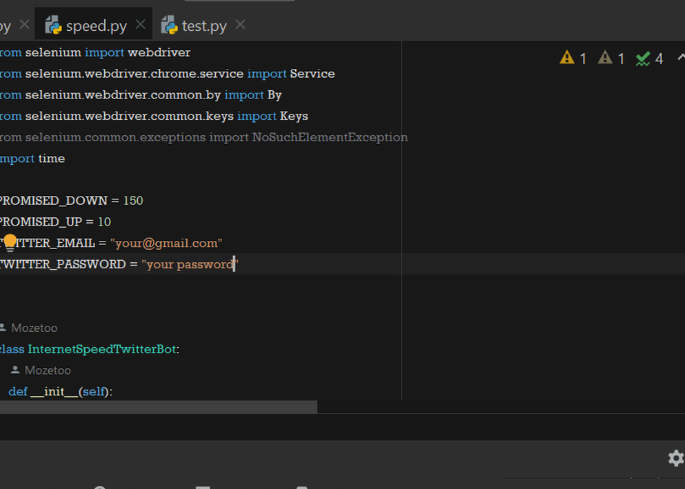 py speed.py test.py
rom selenium import webdriver
1 1 4
rom selenium.webdriver.chrome.service import Service
rom selenium.webdriver.common.by import By
rom selenium.webdriver.common.keys import Keys
rom selenium.common.exceptions import NoSuchElementException
mport time
PROMISED_DOWN = 150
PROMISED_UP = 10
TWITTER_EMAIL = "your@gmail.com"
TWITTER_PASSWORD = "your password"
Mozetoo
class InternetSpeedTwitterBot:
Mozetoo
def __init__(self):